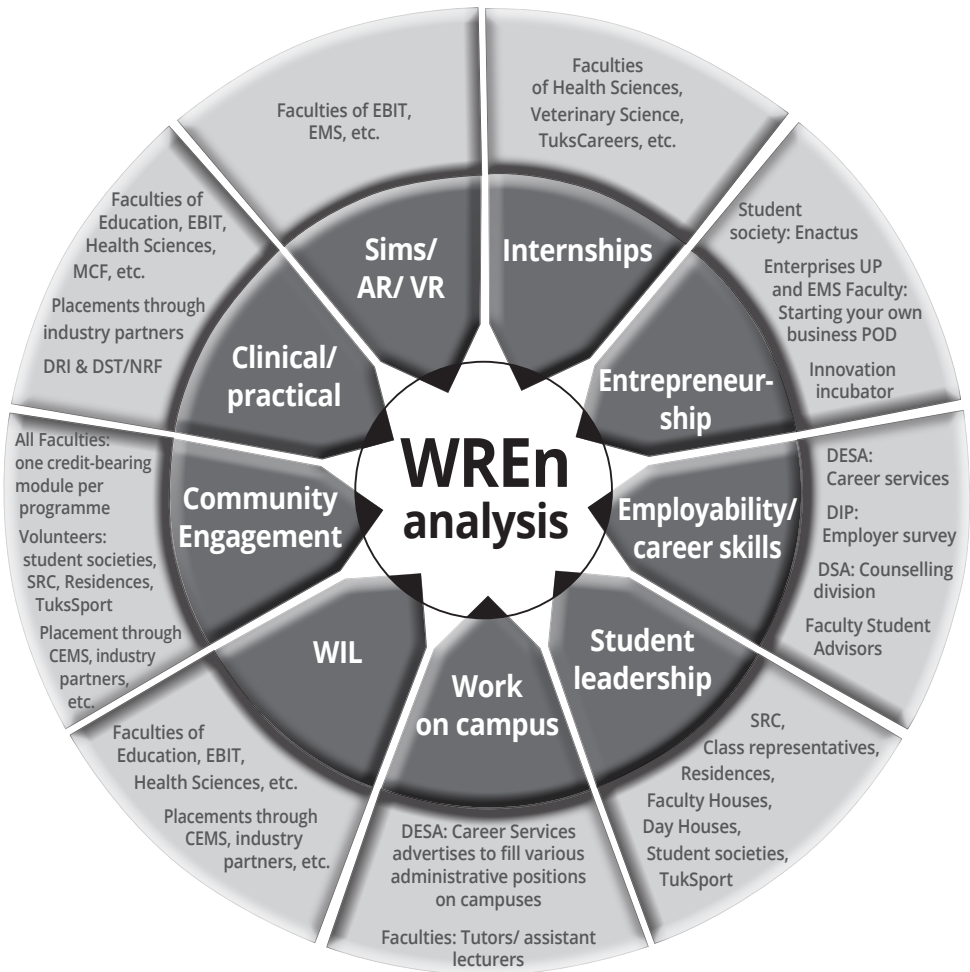 WREn
analysis
Internships
Faculties
of Health Sciences,
Veterinary Science,
TuksCareers, etc.
Entrepreneur-
ship
Student
society: Enactus
Enterprises UP
and EMS Faculty:
Starting your own
business POD
Innovation
incubator
Employability/
career skills
DESA:
Career services
DIP:
Employer survey
DSA: Counselling
division
Faculty Student
Advisors
Student
leadership
SRC,
Class representatives,
Residences,
Faculty Houses,
Day Houses,
Student societies,
TukSport
Work
on campus
DESA: Career Services
advertises to fill various
administrative positions
on campuses
Faculties: Tutors/ assistant
lecturers
WIL
Faculties of
Education, EBIT,
Health Sciences, etc.
Placements through
CEMS, industry
partners, etc.
Community
Engagement
All Faculties:
one credit-bearing
module per
programme
Volunteers:
student societies,
SRC, Residences,
TuksSport
Placement through
CEMS, industry
partners,
etc.
Clinical/
practical
Faculties of
Education, EBIT,
Health Sciences,
MCF, etc.
Placements through
industry partners
DRI & DST/NRF
Sims/
AR/ VR
Faculties of EBIT,
EMS, etc.